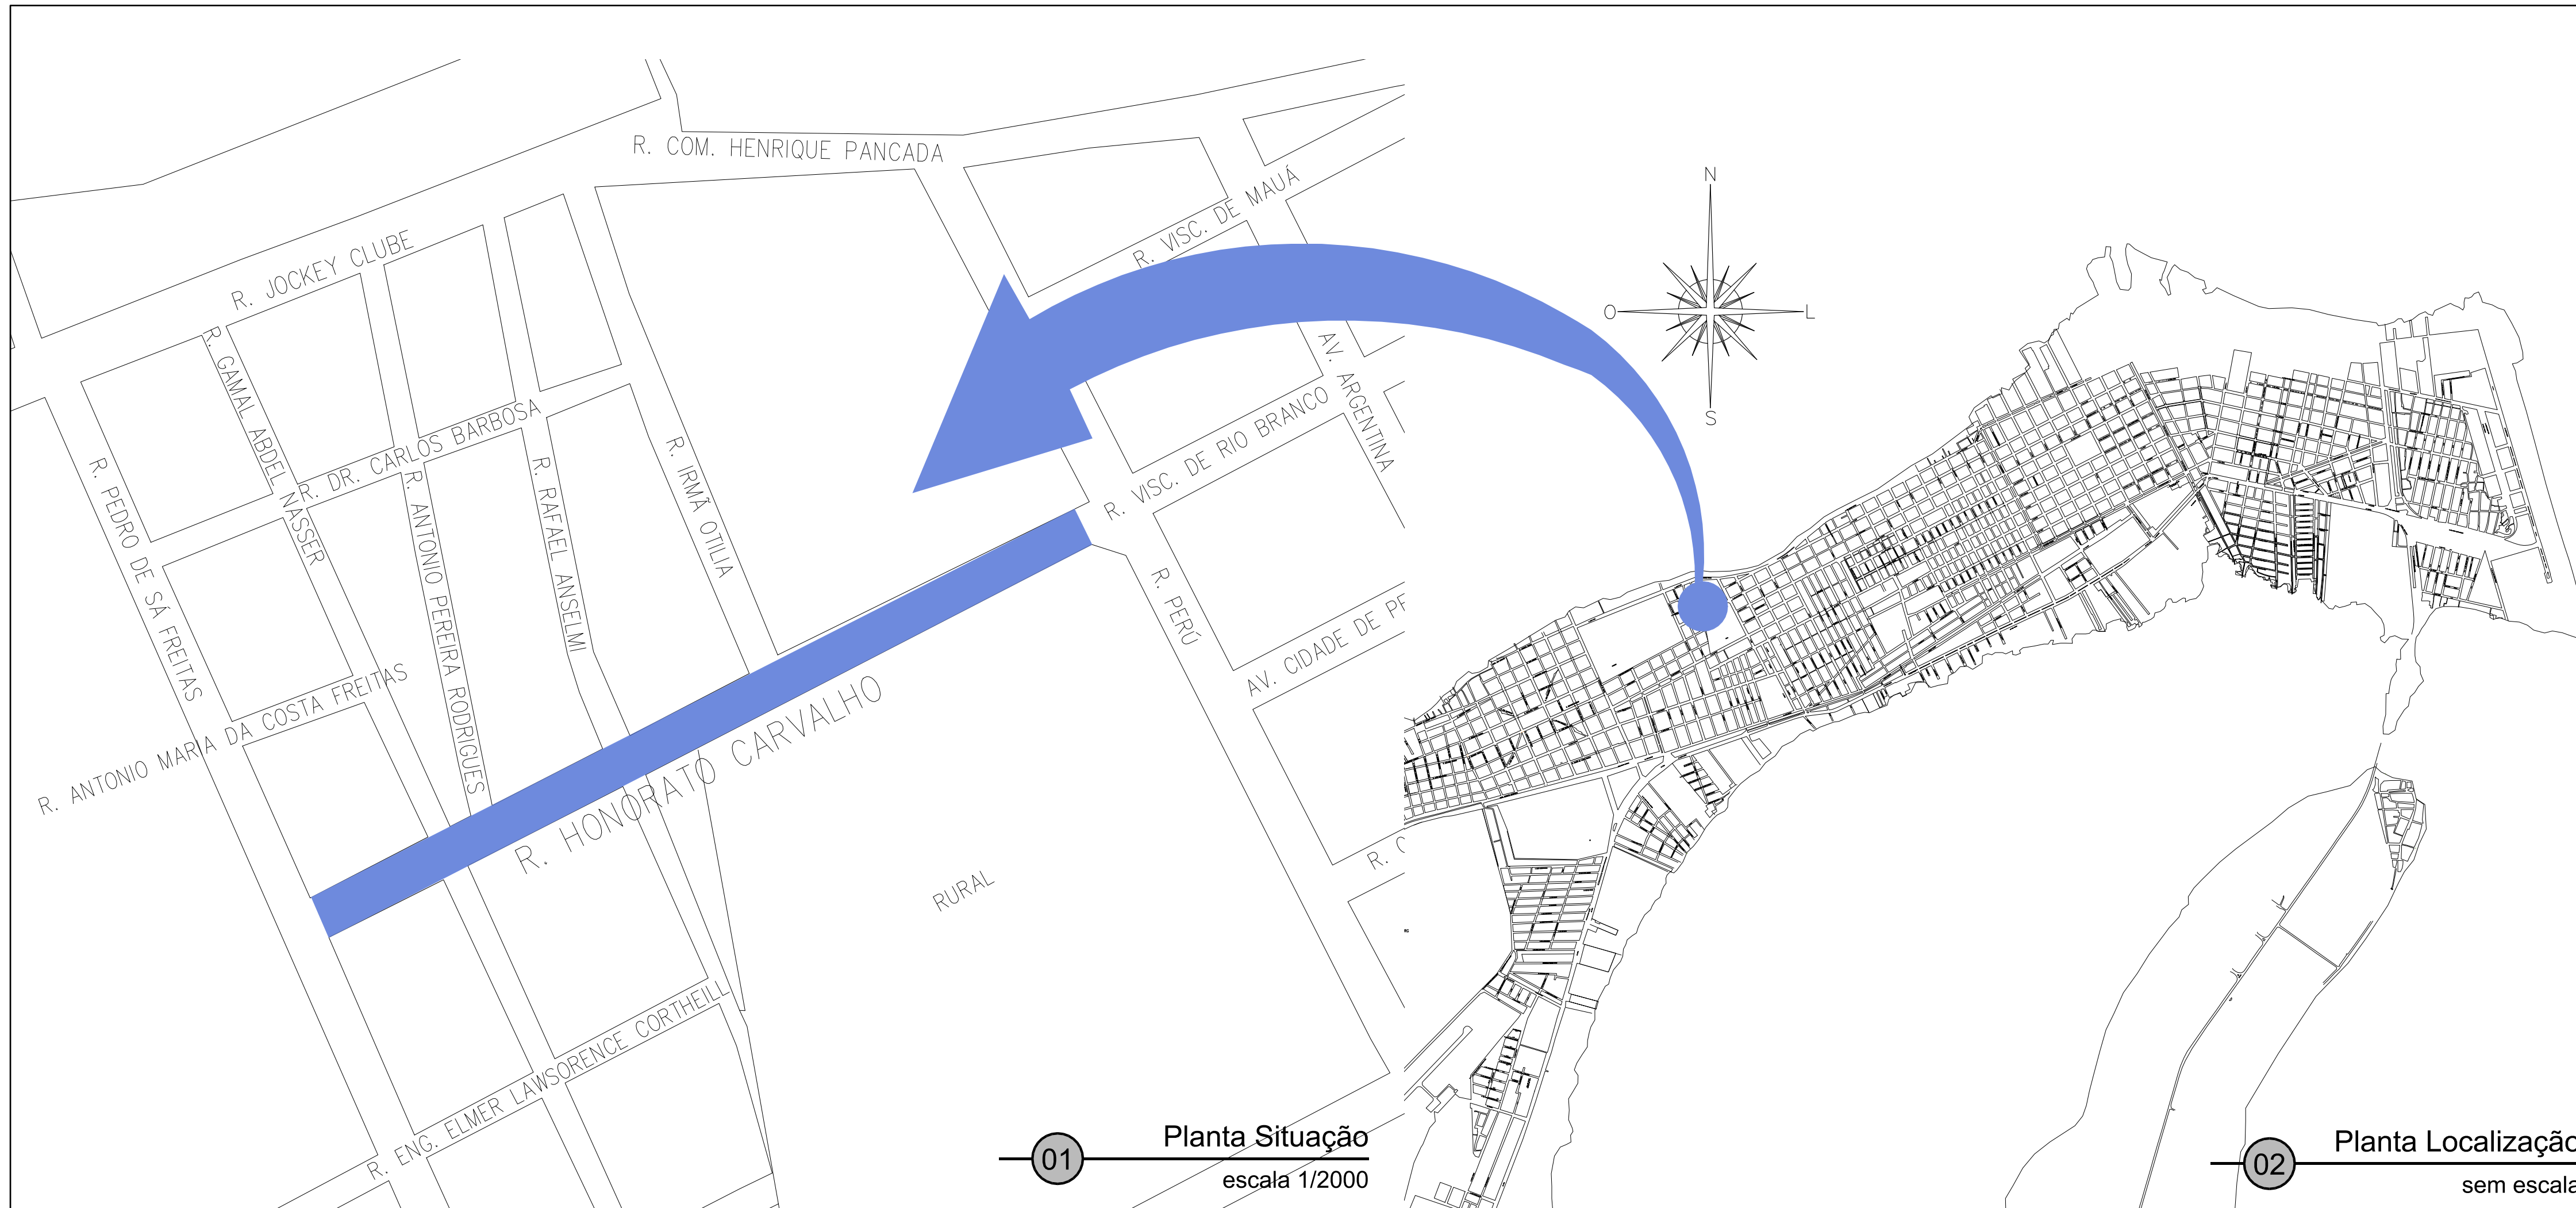 R. COM. HENRIQUE PANCADA
R. VISC. DE MAUÁ
R. JOCKEY CLUBE
R. GAMAL ABDEL NASSER
AV. ARGENTINA
R. VISC. DE RIO BRANCO
R. DR. CARLOS BARBOSA
R. PEDRO DE SÁ FREITAS
R. ANTONIO PEREIRA RODRIGUES
R. RAFAEL ANSELMI
R. IRMÃ OTILIA
R. PERÚ
AV. CIDADE DE
R. ANTONIO MARIA DA COSTA FREITAS
R. HONORATO CARVALHO
R.
RURAL
R. ENG. ELMER LAWSORENCE CORTHEILL
N
O
L
S
01
Planta Situação
escala 1/2000
02
Planta Localização
sem escala